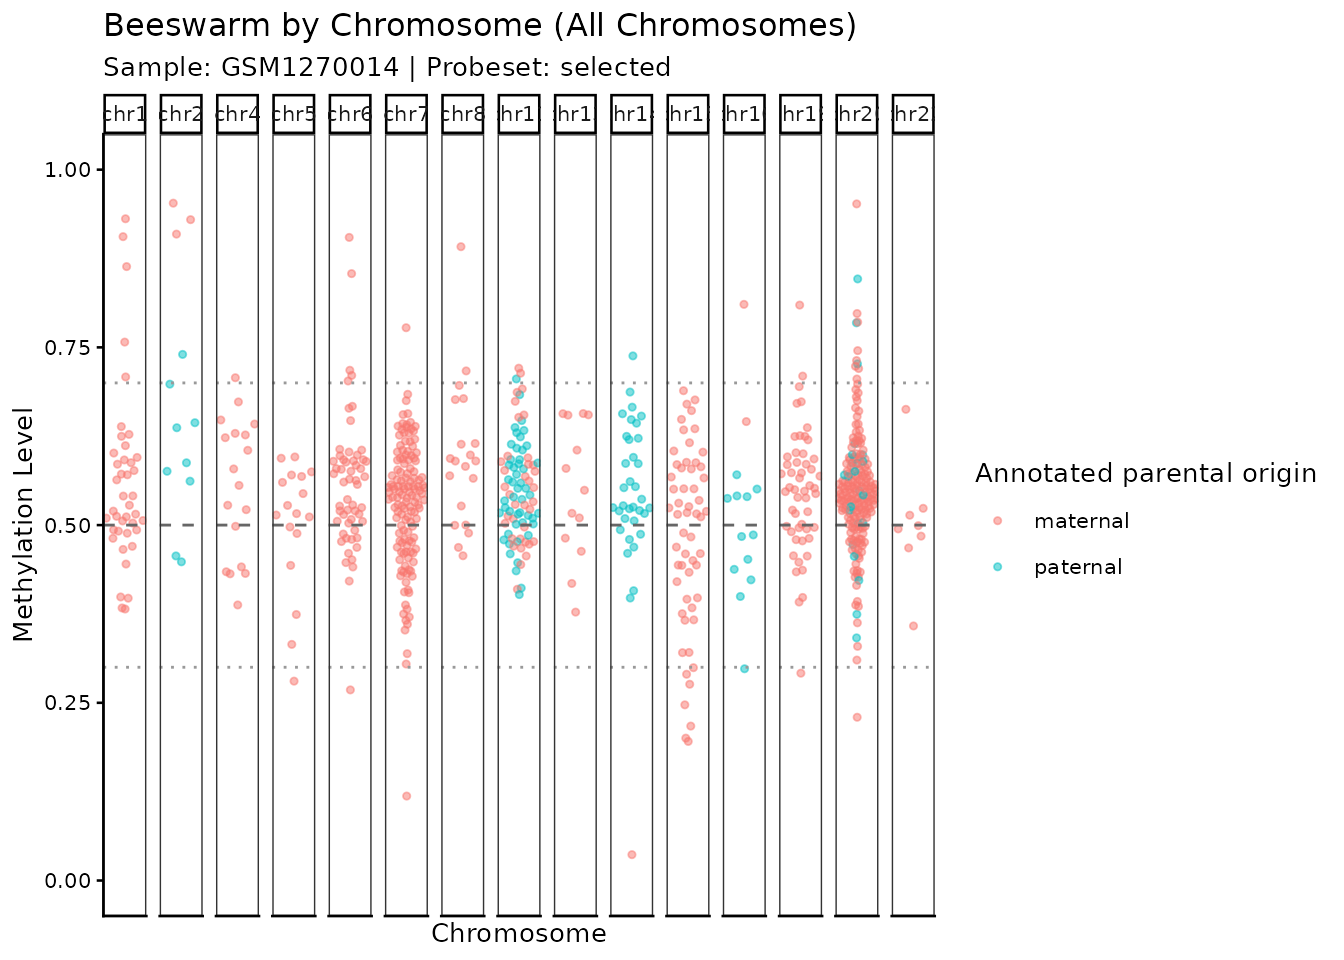 Beeswarm by Chromosome (All Chromosomes)
Sample: GSM1270014 | Probeset: selected
chr1 chr2 chr4 chr5 chr6 chr7 chr8
1.00
0.75
0.50
0.25
0.00
Methylation Level
Chromosome
Annotated parental origin
maternal
paternal